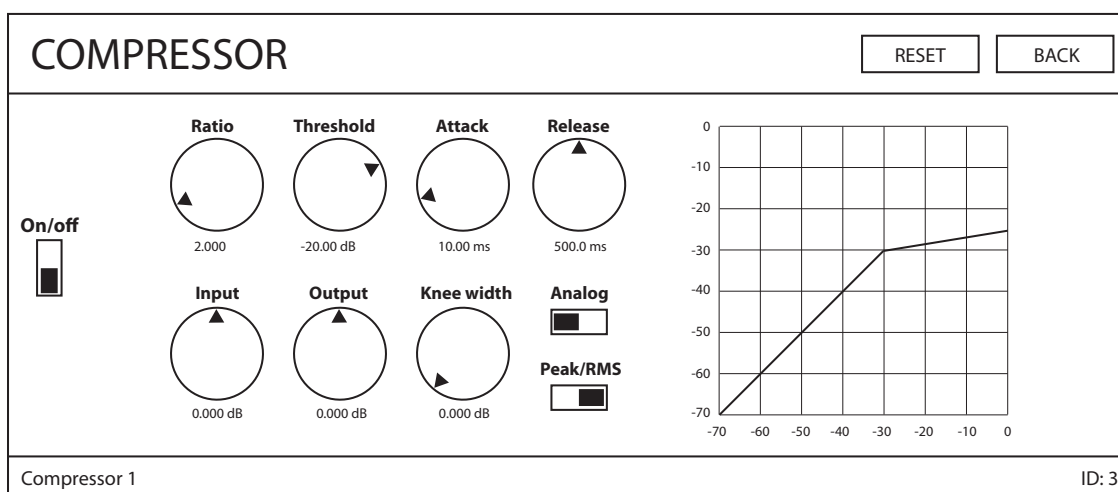 COMPRESSOR
RESET
BACK
On/off
Ratio
Threshold
Attack
Release
2.000
-20.00 dB
10.00 ms
500.0 ms
Input
Output
Knee width
Analog
0.000 dB
0.000 dB
0.000 dB
Peak/RMS
0
-10
-20
-30
-40
-50
-60
-70
-70
-60
-50
-40
-30
-20
-10
0
Compressor 1
ID: 3